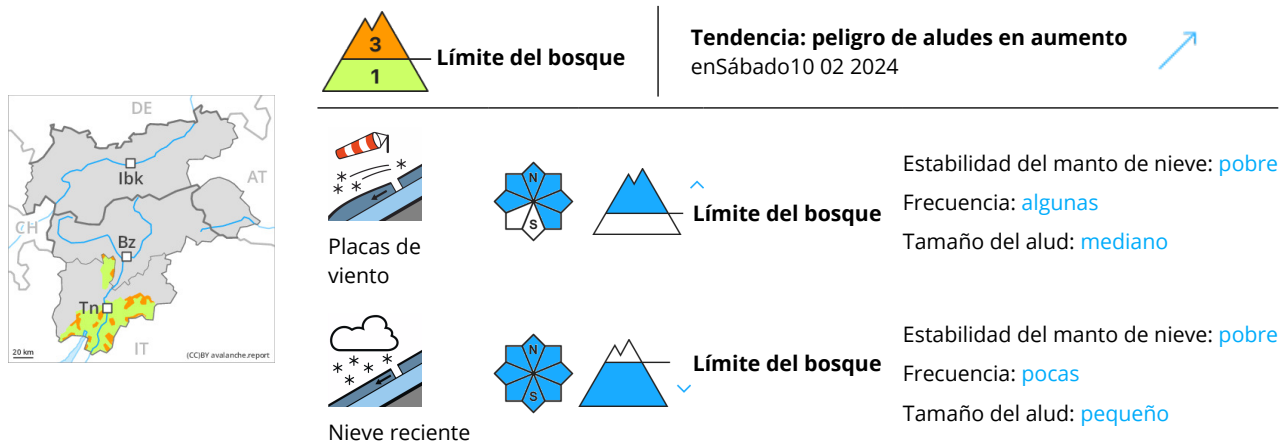 3
1
Límite del bosque
Tendencia: peligro de aludes en aumento
enSábado10 02 2024
DE
Ibk
AT
CH
Bz
Tn
IT
20 km
(CC)BY avalanche.report
Placas de
viento
N
S
Límite del bosque
Estabilidad del manto de nieve: pobre
Frecuencia: algunas
Tamaño del alud: mediano
Nieve reciente
N
S
Límite del bosque
Estabilidad del manto de nieve: pobre
Frecuencia: pocas
Tamaño del alud: pequeño